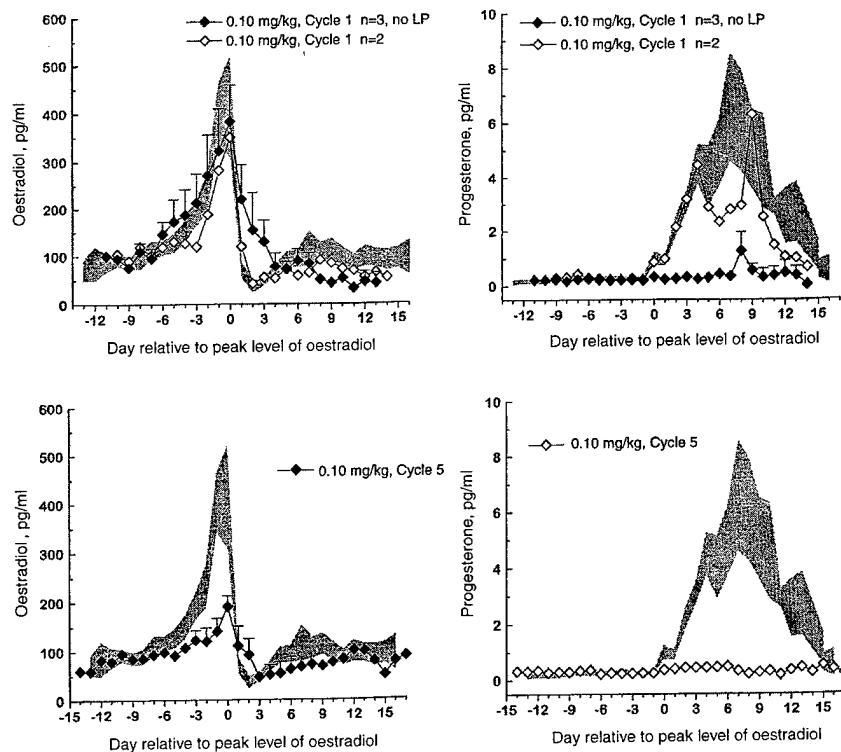 0.10 mg/kg, Cycle 1 n=3, no LP
0.10 mg/kg, Cycle 1 n=2
600
500
400
300
200
100
0
Oestradiol, pg/ml
-12 -9 -6 -3 0 3 6 9 12 15
Day relative to peak level of oestradiol
0.10 mg/kg, Cycle 1 n=3, no LP
0.10 mg/kg, Cycle 1 n=2
10
8
6
4
2
0
Progesterone, pg/ml
-12 -9 -6 -3 0 3 6 9 12 15
Day relative to peak level of oestradiol
0.10 mg/kg, Cycle 5
600
500
400
300
200
100
0
Oestradiol, pg/ml
-15 -12 -9 -6 -3 0 3 6 9 12 15
Day relative to peak level of oestradiol
0.10 mg/kg, Cycle 5
10
8
6
4
2
0
Progesterone, pg/ml
-15 -12 -9 -6 -3 0 3 6 9 12 15
Day relative to peak level of oestradiol